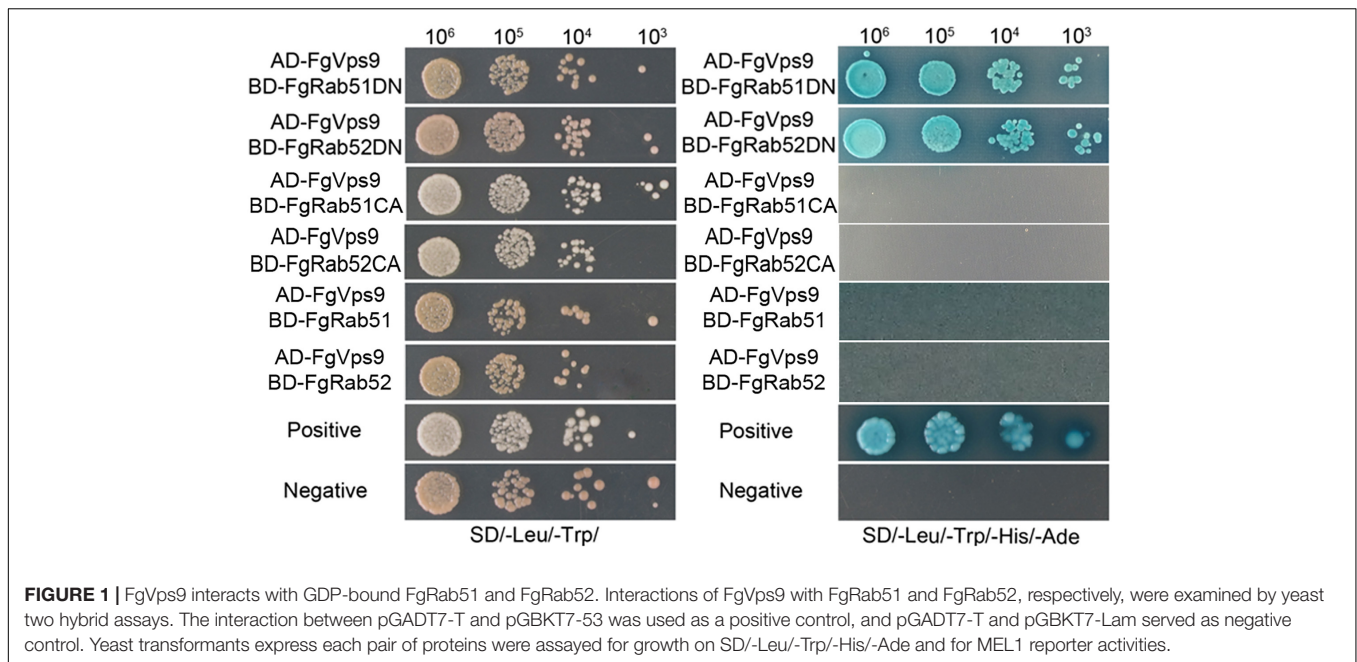 10⁶ 10⁵ 10⁴ 10³
AD-FgVps9
BD-FgRab51DN
AD-FgVps9
BD-FgRab52DN
AD-FgVps9
BD-FgRab51CA
AD-FgVps9
BD-FgRab52CA
AD-FgVps9
BD-FgRab51
AD-FgVps9
BD-FgRab52
Positive
Negative
SD/-Leu/-Trp/
10⁶ 10⁵ 10⁴ 10³
AD-FgVps9
BD-FgRab51DN
AD-FgVps9
BD-FgRab52DN
AD-FgVps9
BD-FgRab51CA
AD-FgVps9
BD-FgRab52CA
AD-FgVps9
BD-FgRab51
AD-FgVps9
BD-FgRab52
Positive
Negative
SD/-Leu/-Trp/-His/-Ade
FIGURE 1 | FgVps9 interacts with GDP-bound FgRab51 and FgRab52. Interactions of FgVps9 with FgRab51 and FgRab52, respectively, were examined by yeast
two hybrid assays. The interaction between pGADT7-T and pGBKT7-53 was used as a positive control, and pGADT7-T and pGBKT7-Lam served as negative
control. Yeast transformants express each pair of proteins were assayed for growth on SD/-Leu/-Trp/-His/-Ade and for MEL1 reporter activities.